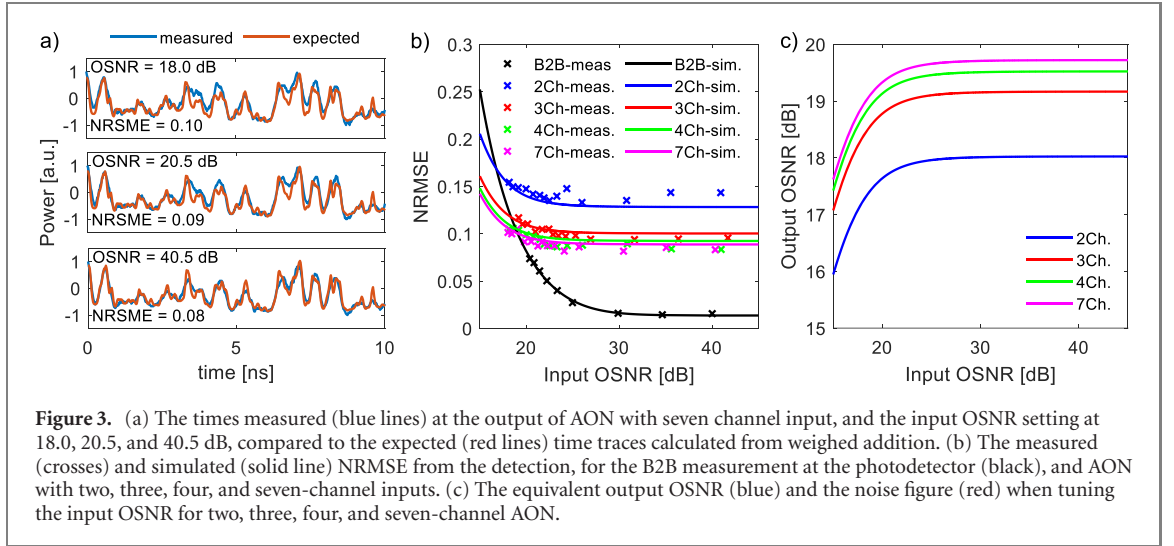 a)
measured expected
OSNR = 18.0 dB
NRSME = 0.10
OSNR = 20.5 dB
NRSME = 0.09
OSNR = 40.5 dB
NRSME = 0.08
1
0
-1
1
0
-1
1
0
-1
Power [a.u.]
0 5 10
time [ns]
b)
0.3
0.25
0.2
0.15
0.1
0.05
0
NRMSE
B2B-meas B2B-sim.
2Ch-meas. 2Ch-sim.
3Ch-meas. 3Ch-sim.
4Ch-meas. 4Ch-sim.
7Ch-meas. 7Ch-sim.
20 30 40
Input OSNR [dB]
c)
20
19
18
17
16
15
Output OSNR [dB]
2Ch.
3Ch.
4Ch.
7Ch.
20 30 40
Input OSNR [dB]
Figure 3. (a) The times measured (blue lines) at the output of AON with seven channel input, and the input OSNR setting at
18.0, 20.5, and 40.5 dB, compared to the expected (red lines) time traces calculated from weighed addition. (b) The measured
(crosses) and simulated (solid line) NRMSE from the detection, for the B2B measurement at the photodetector (black), and AON
with two, three, four, and seven-channel inputs. (c) The equivalent output OSNR (blue) and the noise figure (red) when tuning
the input OSNR for two, three, four, and seven-channel AON.